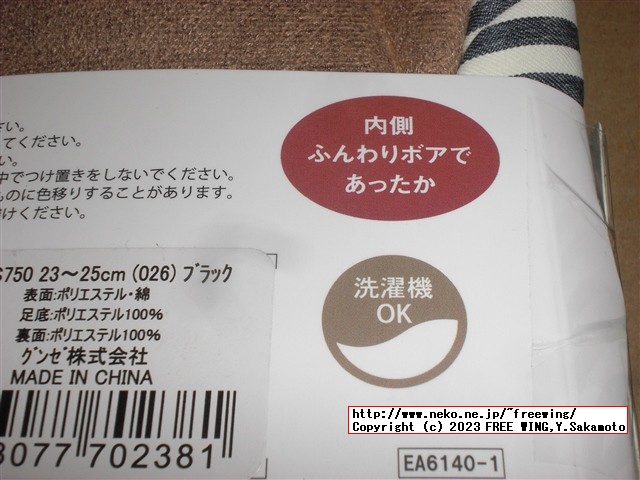 い。
てください。
い。
中でつけ置きをしないでください。
ものに色移りすることがあります。
けください。
内側
ふんわりボアで
あったか
S750 23～25cm (026) ﾌﾞﾗｯｸ
表面:ポリエステル・綿
足底:ポリエステル100%
裏面:ポリエステル100%
グンゼ株式会社
MADE IN CHINA
8077 702381
洗濯機
OK
http://www.neko.ne.jp/~freewing/
Copyright (c) 2023 FREE WING,Y.Sakamoto
EA6140-1